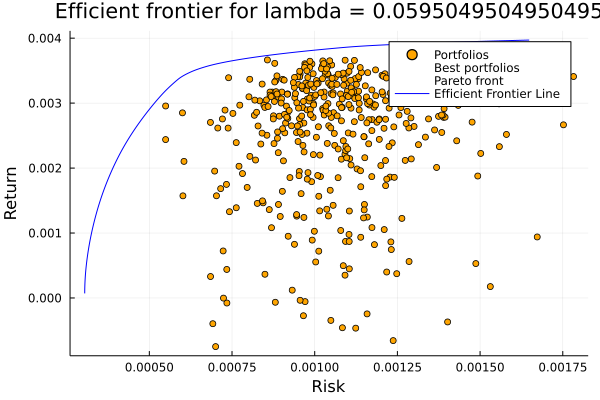 Efficient frontier for lambda = 0.0595049504950495
Return
0.004
0.003
0.002
0.001
0.000
Portfolios
Best portfolios
Pareto front
Efficient Frontier Line
0.00050
0.00075
0.00100
0.00125
0.00150
0.00175
Risk